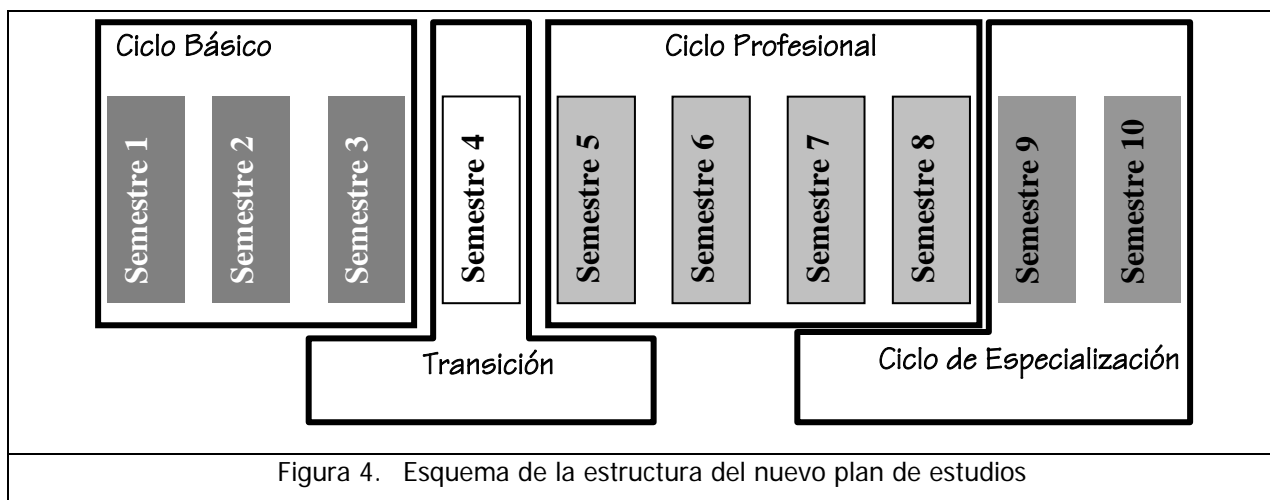 Ciclo Básico
Ciclo Profesional
Semestre 1
Semestre 2
Semestre 3
Semestre 4
Semestre 5
Semestre 6
Semestre 7
Semestre 8
Semestre 9
Semestre 10
Transición
Ciclo de Especialización
Figura 4. Esquema de la estructura del nuevo plan de estudios